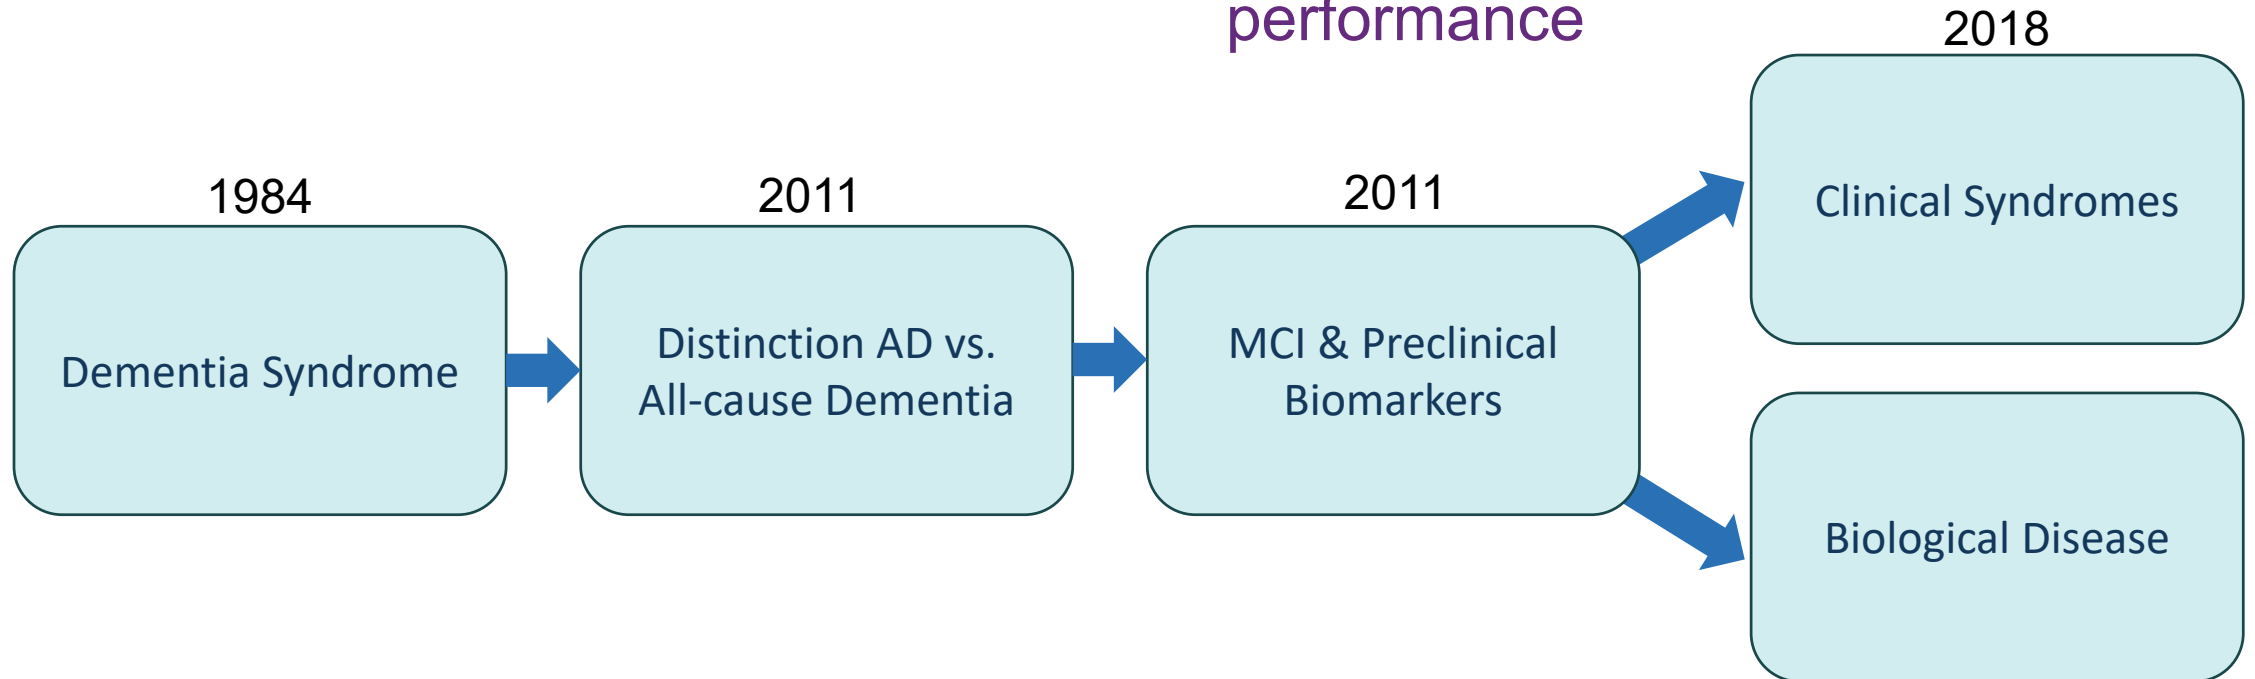 performance
2018
1984
2011
2011
Clinical Syndromes
Dementia Syndrome
Distinction AD vs.
All-cause Dementia
MCI & Preclinical
Biomarkers
Biological Disease